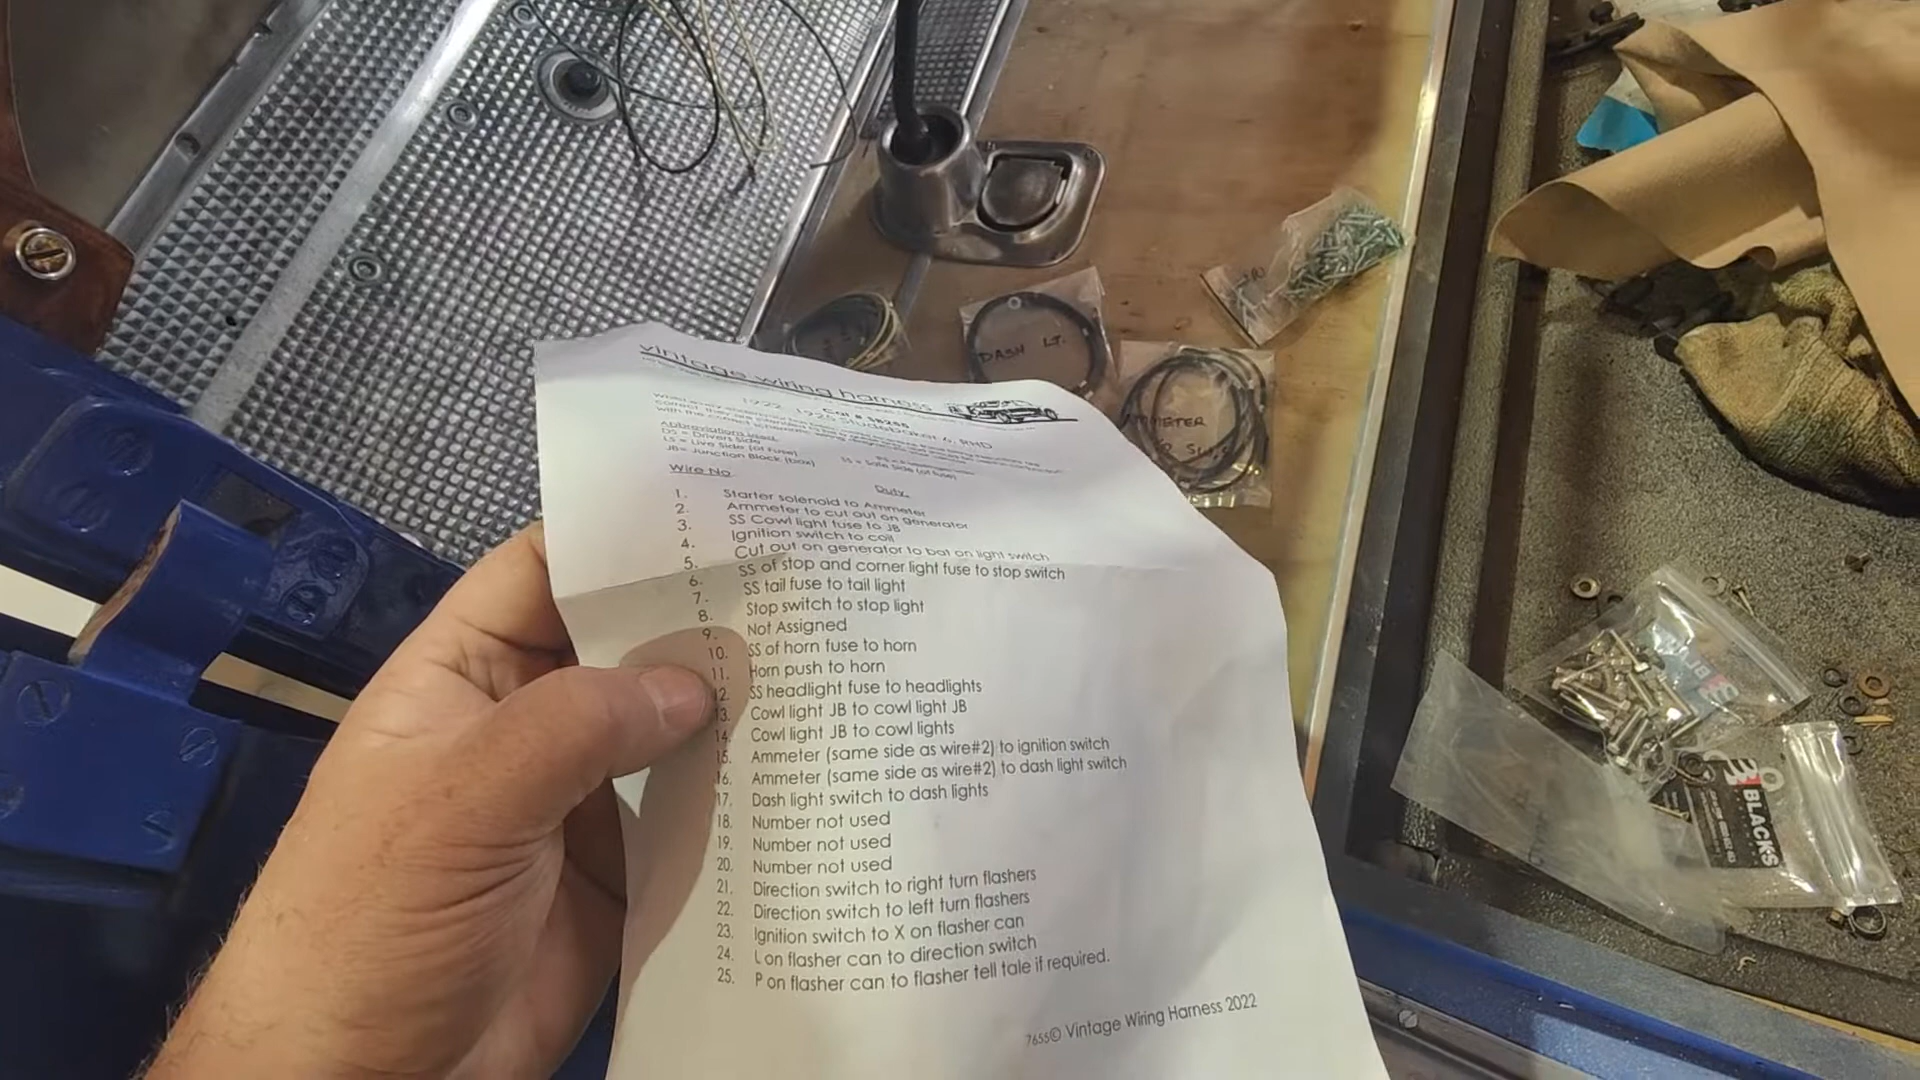 vintage wiring harness
1922 - 1926 Studebaker 6, RHD
Abbreviations used:
DS = Drivers Side
LS = Live Side (of Fuse)
SS = Safe Side (of fuse)
JB= Junction Block (box)
Wire No.
Duty.
1. Starter solenoid to Ammeter
2. Ammeter to cut out on generator
3. SS Cowl light fuse to JB
4. Ignition switch to coil
5. Cut out on generator to bat on light switch
6. SS of stop and corner light fuse to stop switch
7. SS tail fuse to tail light
8. Stop switch to stop light
9. Not Assigned
10. SS of horn fuse to horn
11. Horn push to horn
12. SS headlight fuse to headlights
13. Cowl light JB to cowl light JB
14. Cowl light JB to cowl lights
15. Ammeter (same side as wire#2) to ignition switch
16. Ammeter (same side as wire#2) to dash light switch
17. Dash light switch to dash lights
18. Number not used
19. Number not used
20. Number not used
21. Direction switch to right turn flashers
22. Direction switch to left turn flashers
23. Ignition switch to X on flasher can
24. L on flasher can to direction switch
25. P on flasher can to flasher tell tale if required.
7655© Vintage Wiring Harness 2022
DASH LT.
BLACKS